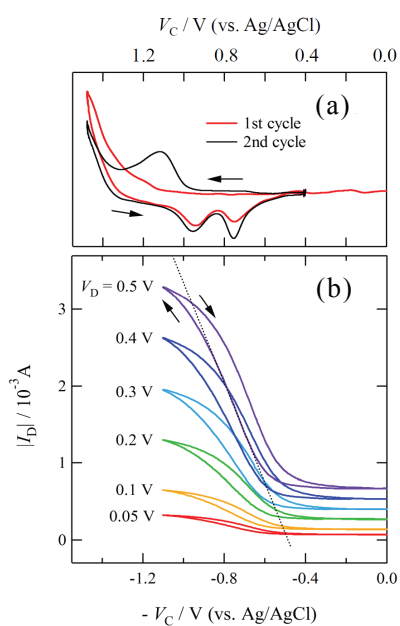 V_C / V (vs. Ag/AgCl)
1.2 0.8 0.4 0.0
(a)
1st cycle
2nd cycle
(b)
V_D = 0.5 V
0.4 V
0.3 V
0.2 V
0.1 V
0.05 V
3
2
1
0
|I_D| / 10⁻³ A
-1.2 -0.8 -0.4 0.0
- V_C / V (vs. Ag/AgCl)